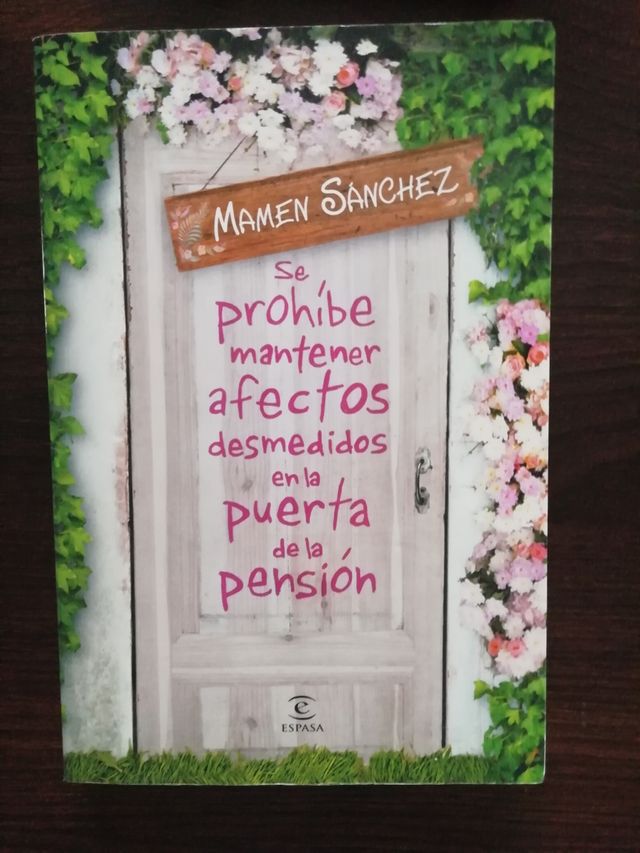 MAMEN SÁNCHEZ
Se
prohíbe
mantener
afectos
desmedidos
en la
puerta
de la
pensión
e
ESPASA